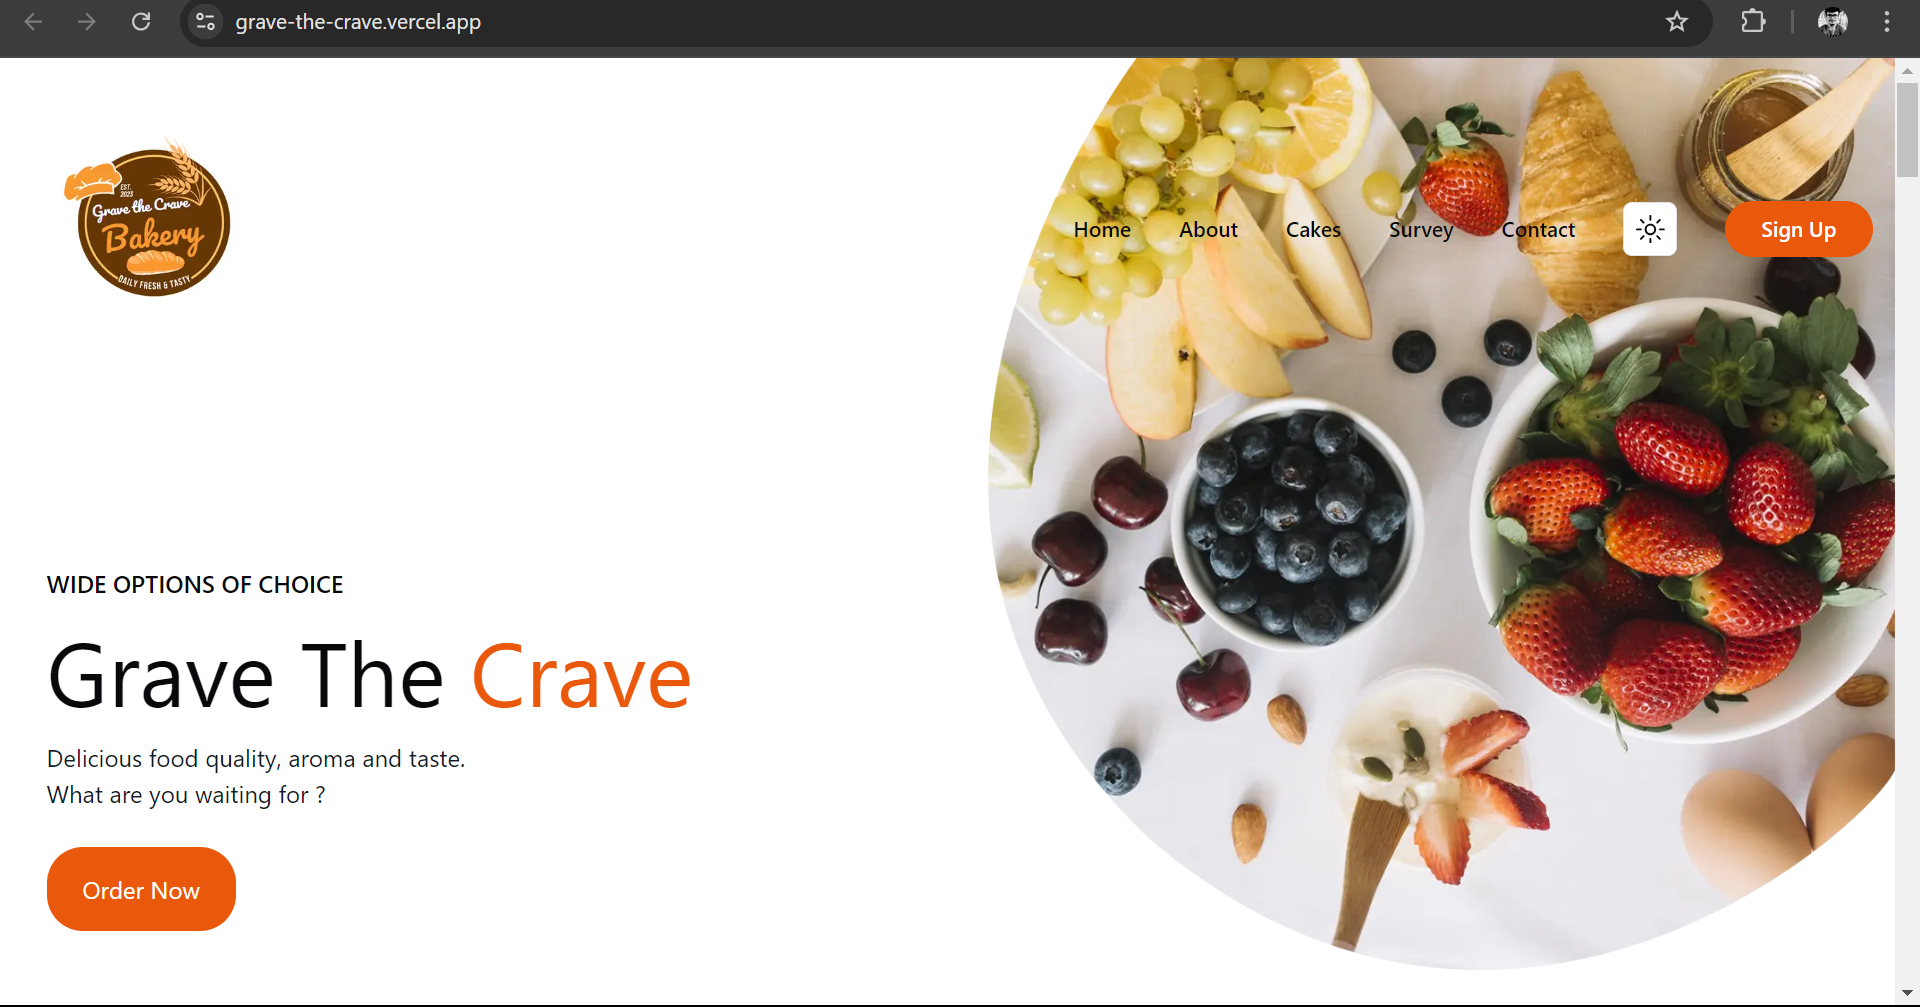 grave-the-crave.vercel.app
EST.
2023
Grave the Crave
Bakery
DAILY FRESH & TASTY
Home About Cakes Survey Contact Sign Up
WIDE OPTIONS OF CHOICE
Grave The Crave
Delicious food quality, aroma and taste.
What are you waiting for ?
Order Now